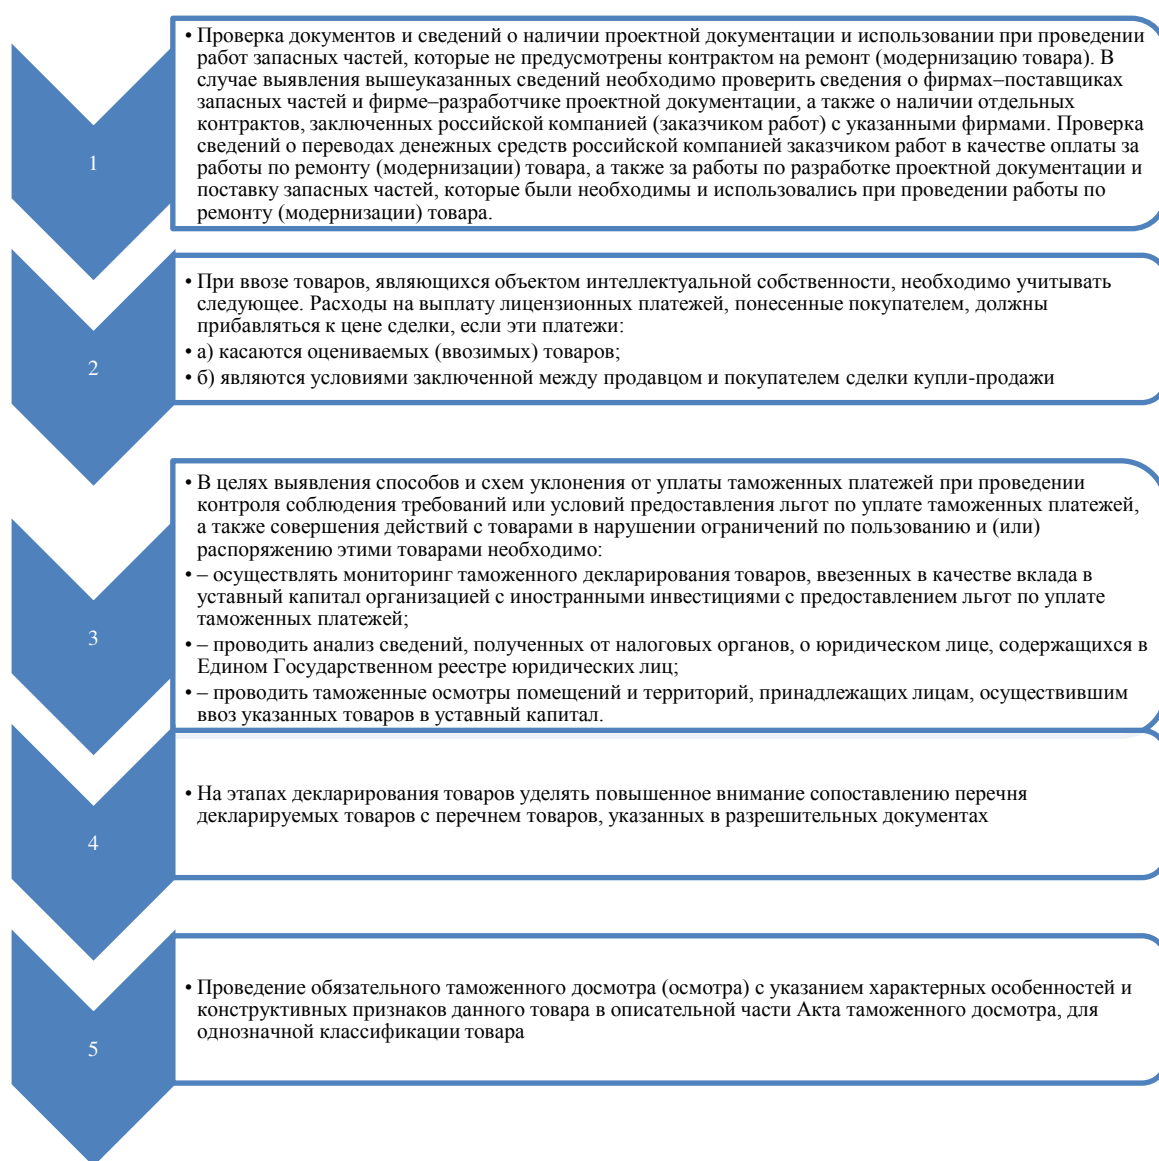 1
• Проверка документов и сведений о наличии проектной документации и использовании при проведении
работ запасных частей, которые не предусмотрены контрактом на ремонт (модернизацию товара). В
случае выявления вышеуказанных сведений необходимо проверить сведения о фирмах–поставщиках
запасных частей и фирме–разработчике проектной документации, а также о наличии отдельных
контрактов, заключенных российской компанией (заказчиком работ) с указанными фирмами. Проверка
сведений о переводах денежных средств российской компанией заказчиком работ в качестве оплаты за
работы по ремонту (модернизации) товара, а также за работы по разработке проектной документации и
поставку запасных частей, которые были необходимы и использовались при проведении работы по
ремонту (модернизации) товара.
2
• При ввозе товаров, являющихся объектом интеллектуальной собственности, необходимо учитывать
следующее. Расходы на выплату лицензионных платежей, понесенные покупателем, должны
прибавляться к цене сделки, если эти платежи:
• а) касаются оцениваемых (ввозимых) товаров;
• б) являются условиями заключенной между продавцом и покупателем сделки купли-продажи
3
• В целях выявления способов и схем уклонения от уплаты таможенных платежей при проведении
контроля соблюдения требований или условий предоставления льгот по уплате таможенных платежей,
а также совершения действий с товарами в нарушении ограничений по пользованию и (или)
распоряжению этими товарами необходимо:
• – осуществлять мониторинг таможенного декларирования товаров, ввезенных в качестве вклада в
уставный капитал организацией с иностранными инвестициями с предоставлением льгот по уплате
таможенных платежей;
• – проводить анализ сведений, полученных от налоговых органов, о юридическом лице, содержащихся в
Едином Государственном реестре юридических лиц;
• – проводить таможенные осмотры помещений и территорий, принадлежащих лицам, осуществившим
ввоз указанных товаров в уставный капитал.
4
• На этапах декларирования товаров уделять повышенное внимание сопоставлению перечня
декларируемых товаров с перечнем товаров, указанных в разрешительных документах
5
• Проведение обязательного таможенного досмотра (осмотра) с указанием характерных особенностей и
конструктивных признаков данного товара в описательной части Акта таможенного досмотра, для
однозначной классификации товара